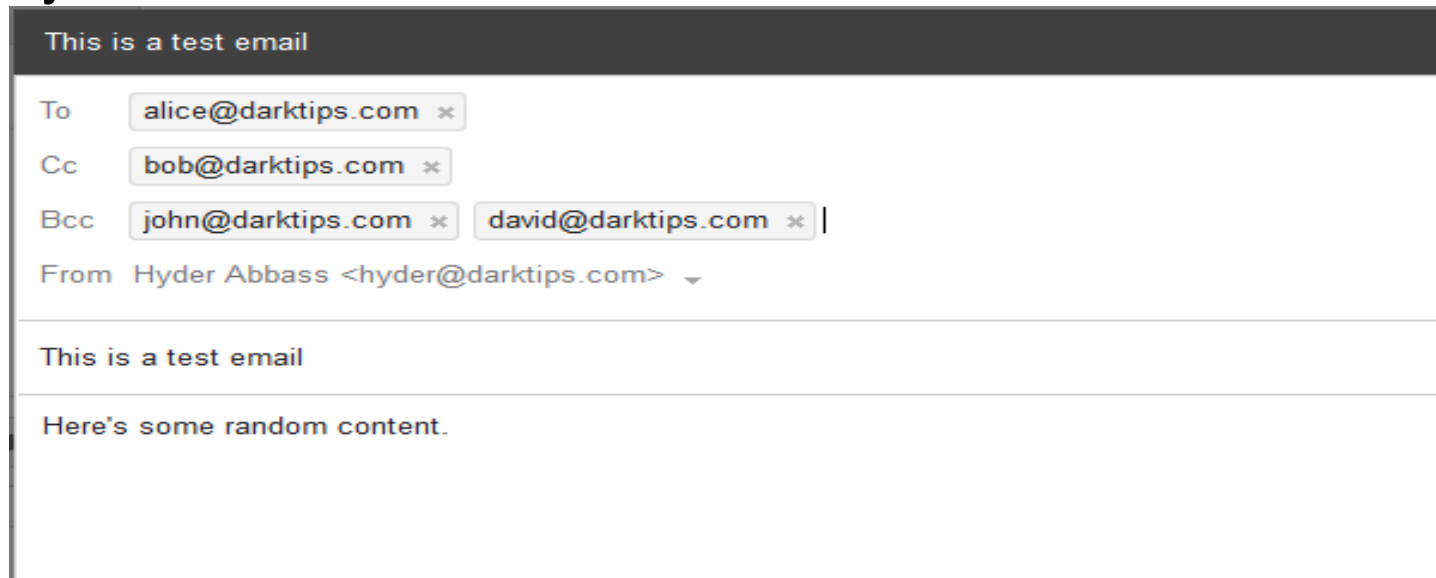 This is a test email
To alice@darktips.com ×
Cc bob@darktips.com ×
Bcc john@darktips.com × david@darktips.com ×
From Hyder Abbass <hyder@darktips.com>
This is a test email
Here's some random content.